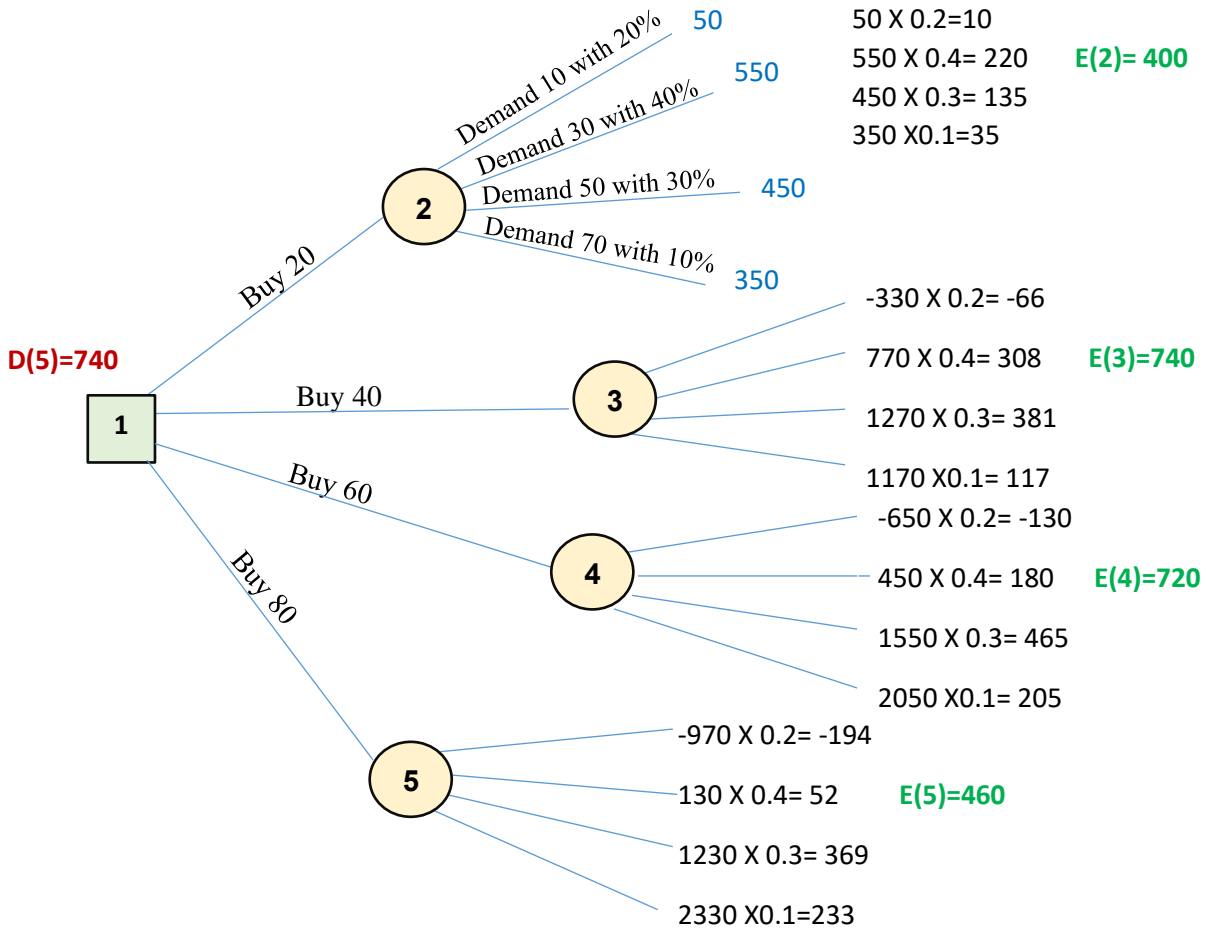 Demand 10 with 20%
50
50 X 0.2=10
Demand 30 with 40%
550
550 X 0.4= 220
E(2)= 400
450 X 0.3= 135
350 X0.1=35
2
Demand 50 with 30%
450
Demand 70 with 10%
350
Buy 20
-330 X 0.2= -66
D(5)=740
770 X 0.4= 308
E(3)=740
1
Buy 40
3
1270 X 0.3= 381
1170 X0.1= 117
Buy 60
-650 X 0.2= -130
4
450 X 0.4= 180
E(4)=720
Buy 80
1550 X 0.3= 465
2050 X0.1= 205
-970 X 0.2= -194
5
130 X 0.4= 52
E(5)=460
1230 X 0.3= 369
2330 X0.1=233